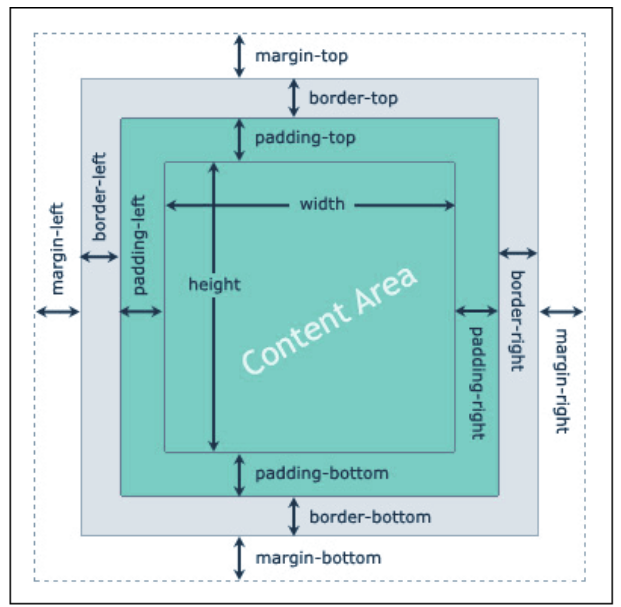 margin-top
border-top
padding-top
width
height
Content Area
margin-left
border-left
padding-left
padding-right
border-right
margin-right
padding-bottom
border-bottom
margin-bottom